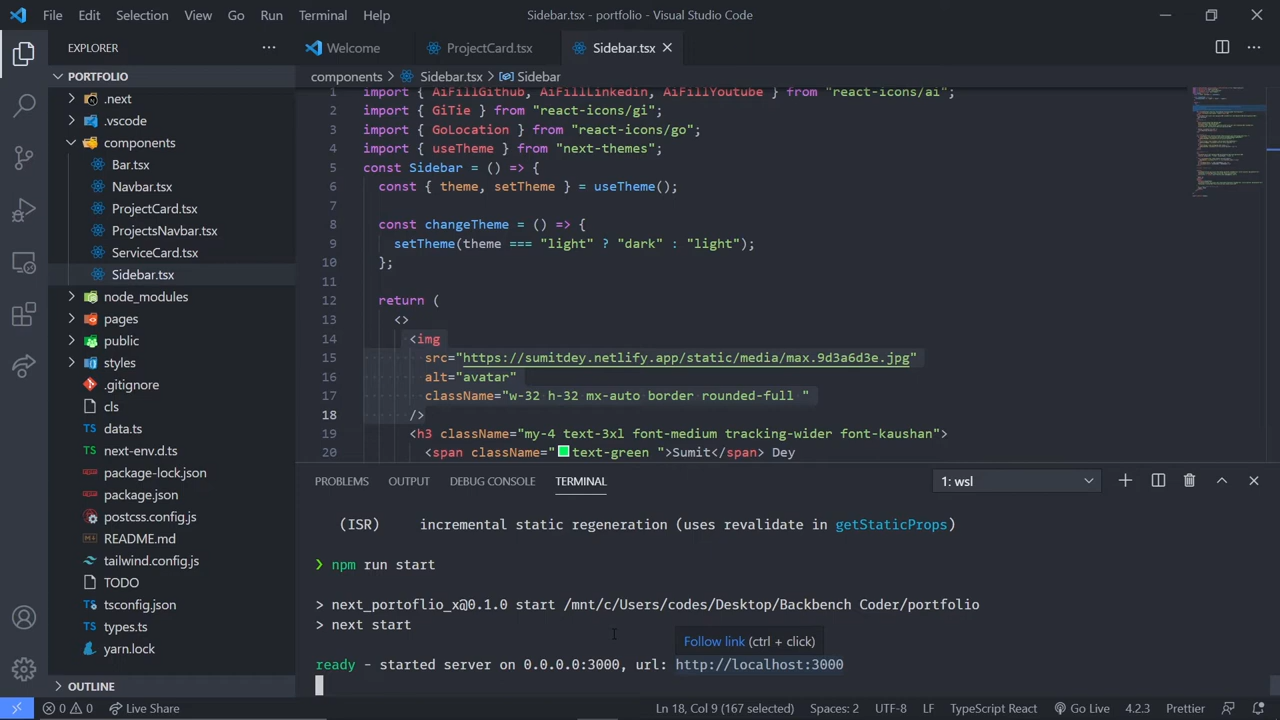 File Edit Selection View Go Run Terminal Help
Sidebar.tsx - portfolio - Visual Studio Code
EXPLORER
Welcome
ProjectCard.tsx
Sidebar.tsx
PORTFOLIO
components > Sidebar.tsx > Sidebar
.next
.vscode
components
Bar.tsx
Navbar.tsx
ProjectCard.tsx
ProjectsNavbar.tsx
ServiceCard.tsx
Sidebar.tsx
node_modules
pages
public
styles
.gitignore
cls
data.ts
next-env.d.ts
package-lock.json
package.json
postcss.config.js
README.md
tailwind.config.js
TODO
tsconfig.json
types.ts
yarn.lock
OUTLINE
1 import { AiFillGithub, AiFillLinkedin, AiFillYoutube } from "react-icons/ai";
2 import { GiTie } from "react-icons/gi";
3 import { GoLocation } from "react-icons/go";
4 import { useTheme } from "next-themes";
5 const Sidebar = () => {
6 const { theme, setTheme } = useTheme();
7
8 const changeTheme = () => {
9 setTheme(theme === "light" ? "dark" : "light");
10 };
11
12 return (
13 <>
14 <img
15 src="https://sumitdey.netlify.app/static/media/max.9d3a6d3e.jpg"
16 alt="avatar"
17 className="w-32 h-32 mx-auto border rounded-full "
18 />
19 <h3 className="my-4 text-3xl font-medium tracking-wider font-kaushan">
20 <span className="text-green ">Sumit</span> Dey
PROBLEMS OUTPUT DEBUG CONSOLE TERMINAL
1: wsl
(ISR) incremental static regeneration (uses revalidate in getStaticProps)
❯ npm run start
> next_portoflio_x@0.1.0 start /mnt/c/Users/codes/Desktop/Backbench Coder/portfolio
> next start
Follow link (ctrl + click)
ready - started server on 0.0.0.0:3000, url: http://localhost:3000
0 0 Live Share
Ln 18, Col 9 (167 selected) Spaces: 2 UTF-8 LF TypeScript React Go Live 4.2.3 Prettier